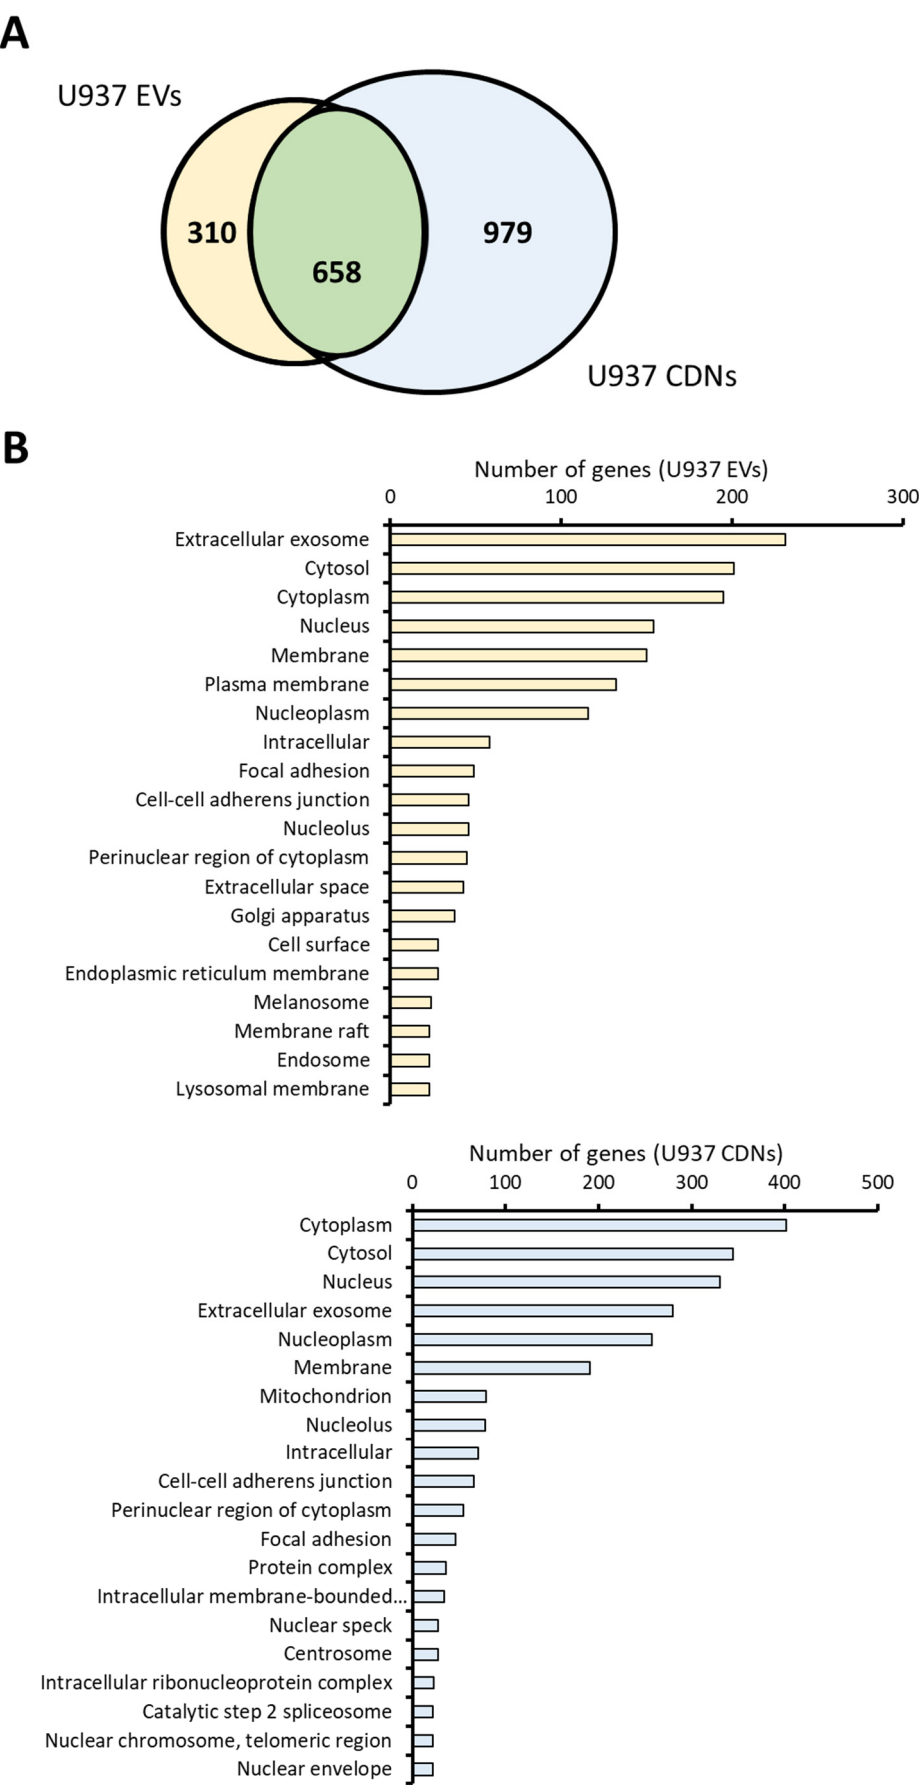 A
U937 EVs
310
979
658
U937 CDNs
B
Number of genes (U937 EVs)
0 100 200 300
Extracellular exosome
Cytosol
Cytoplasm
Nucleus
Membrane
Plasma membrane
Nucleoplasm
Intracellular
Focal adhesion
Cell-cell adherens junction
Nucleolus
Perinuclear region of cytoplasm
Extracellular space
Golgi apparatus
Cell surface
Endoplasmic reticulum membrane
Melanosome
Membrane raft
Endosome
Lysosomal membrane
Number of genes (U937 CDNs)
0 100 200 300 400 500
Cytoplasm
Cytosol
Nucleus
Extracellular exosome
Nucleoplasm
Membrane
Mitochondrion
Nucleolus
Intracellular
Cell-cell adherens junction
Perinuclear region of cytoplasm
Focal adhesion
Protein complex
Intracellular membrane-bounded...
Nuclear speck
Centrosome
Intracellular ribonucleoprotein complex
Catalytic step 2 spliceosome
Nuclear chromosome, telomeric region
Nuclear envelope